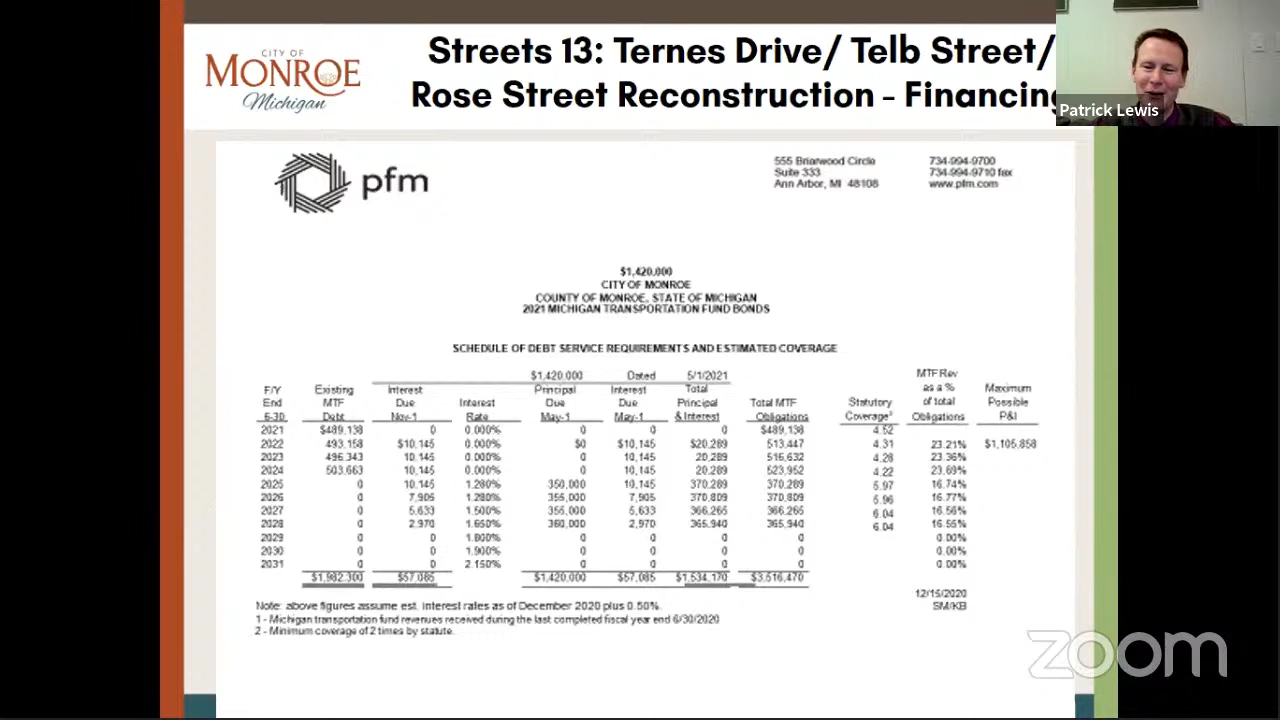 CITY OF
MONROE
Michigan
Streets 13: Ternes Drive/ Telb Street/
Rose Street Reconstruction - Financing
Patrick Lewis
pfm
555 Briarwood Circle 734-994-9700
Suite 333 734-994-9710 fax
Ann Arbor, MI 48108 www.pfm.com
$1,420,000
CITY OF MONROE
COUNTY OF MONROE, STATE OF MICHIGAN
2021 MICHIGAN TRANSPORTATION FUND BONDS
SCHEDULE OF DEBT SERVICE REQUIREMENTS AND ESTIMATED COVERAGE
$1,420,000 Dated 5/1/2021 MTF Rev
F/Y Existing Interest Principal Interest Total as a % Maximum
End MTF Due Interest Due Due Principal Total MTF Statutory of total Possible
6-30 Debt Nov-1 Rate May-1 May-1 & Interest Obligations Coverage Obligations P&I
2021 $489,138 0 0.000% 0 0 0 $489,138 4.52
2022 493,158 $10,145 0.000% $0 $10,145 $20,289 513,447 4.31 23.21% $1,105,858
2023 496,343 10,145 0.000% 0 10,145 20,289 516,632 4.28 23.36%
2024 503,663 10,145 0.000% 0 10,145 20,289 523,952 4.22 23.69%
2025 0 10,145 1.280% 350,000 10,145 370,289 370,289 5.97 16.74%
2026 0 7,905 1.280% 355,000 7,905 370,809 370,809 5.96 16.77%
2027 0 5,633 1.500% 355,000 5,633 366,265 366,265 6.04 16.56%
2028 0 2,970 1.650% 360,000 2,970 365,940 365,940 6.04 16.55%
2029 0 0 1.800% 0 0 0 0 0.00%
2030 0 0 1.900% 0 0 0 0 0.00%
2031 0 0 2.150% 0 0 0 0 0.00%
$1,982,300 $57,085 $1,420,000 $57,085 $1,534,170 $3,516,470
12/15/2020
SM/KB
Note: above figures assume est. interest rates as of December 2020 plus 0.50%.
1 - Michigan transportation fund revenues received during the last completed fiscal year end 6/30/2020
2 - Minimum coverage of 2 times by statute.
zoom